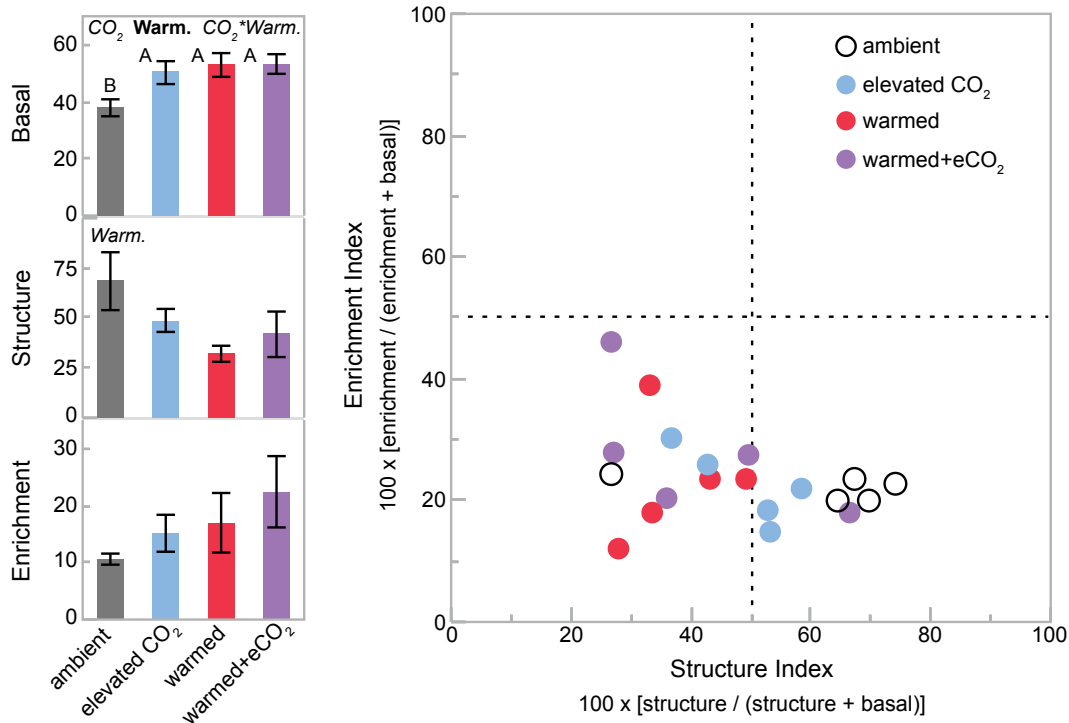 CO₂ Warm. CO₂*Warm.
Basal
60
40
20
0
B
A
A
A
Warm.
Structure
75
50
25
0
Enrichment
30
20
10
0
ambient
elevated CO₂
warmed
warmed+eCO₂
Enrichment Index
100 x [enrichment / (enrichment + basal)]
100
80
60
40
20
0
ambient
elevated CO₂
warmed
warmed+eCO₂
0 20 40 60 80 100
Structure Index
100 x [structure / (structure + basal)]